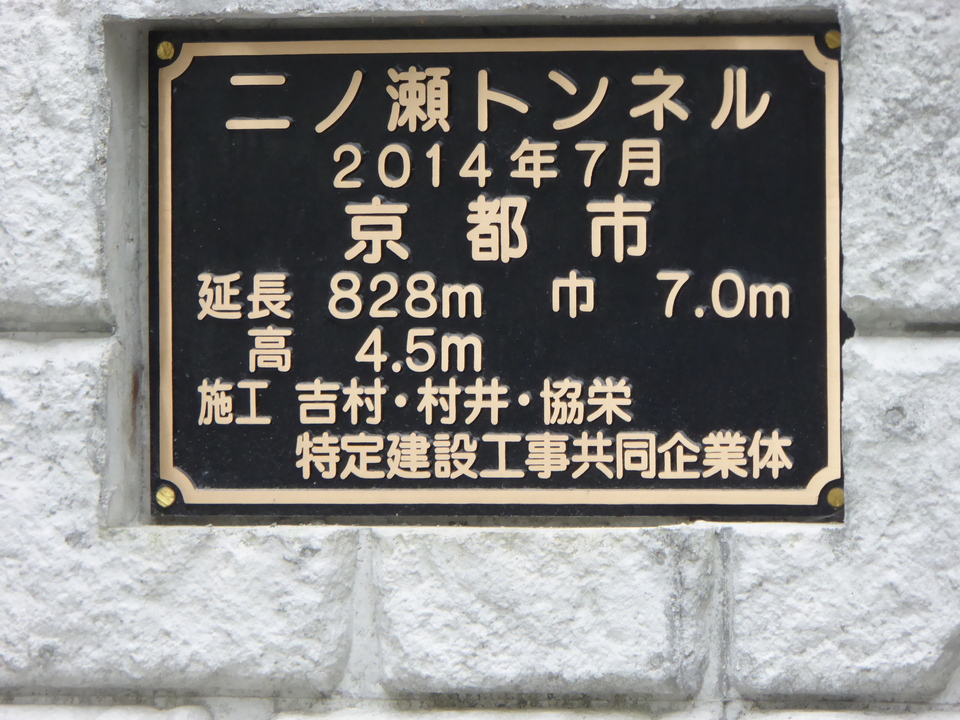 二ノ瀬トンネル
2014年7月
京都市
延長 828m 巾 7.0m
高 4.5m
施工 吉村・村井・協栄
特定建設工事共同企業体